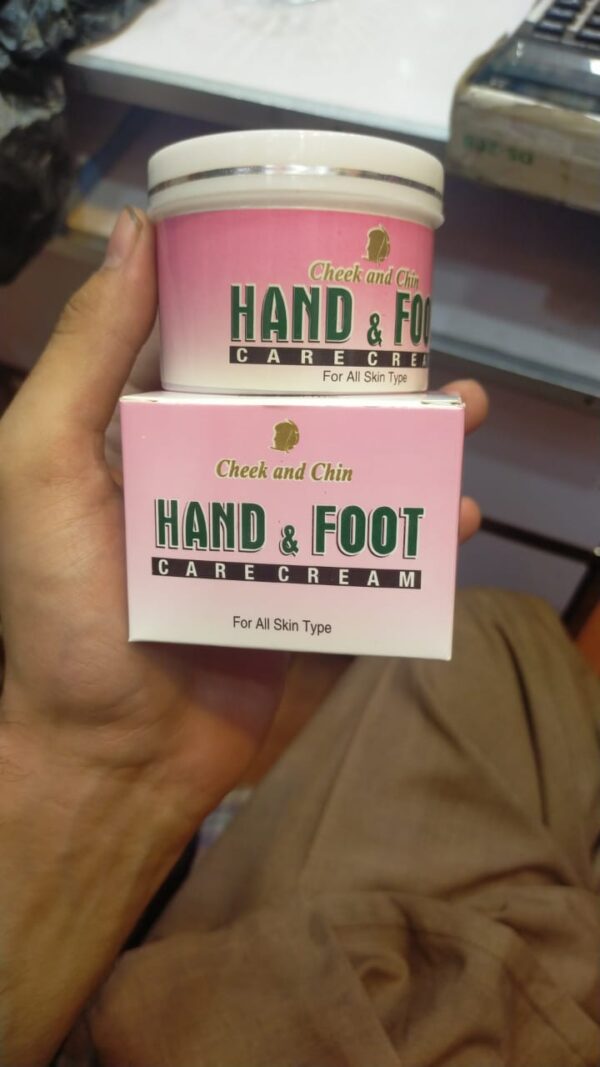 Cheek and Chin
HAND & FOO
CARE CREA
For All Skin Type
Cheek and Chin
HAND & FOOT
CARE CREAM
For All Skin Type